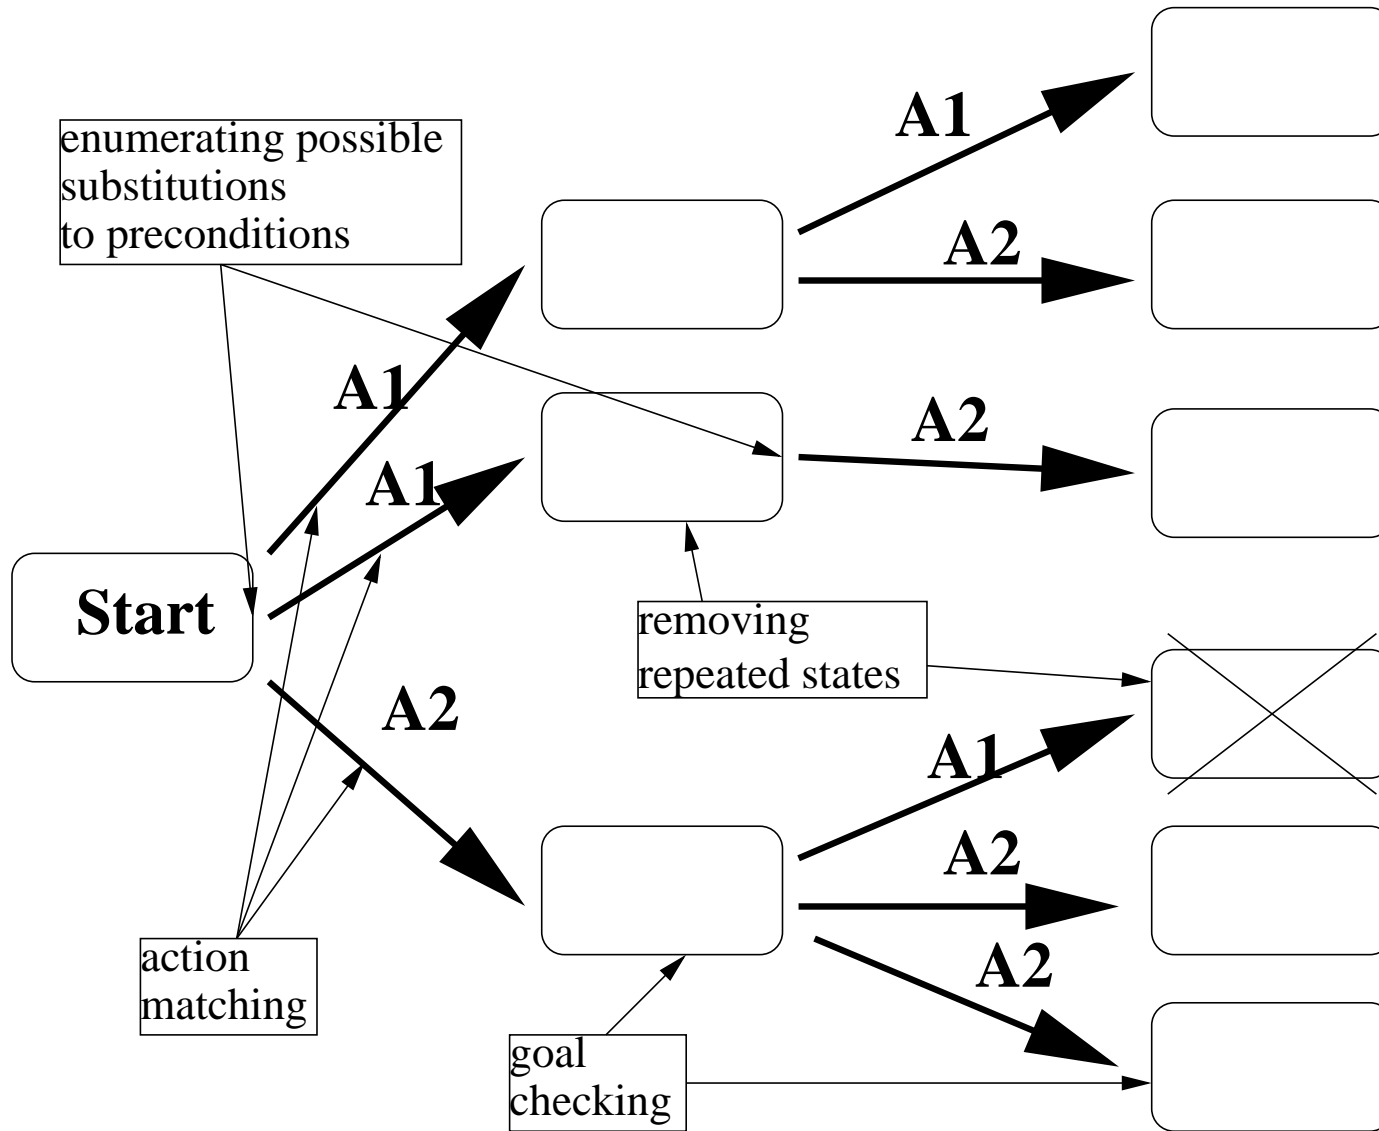 A1
enumerating possible
substitutions
to preconditions
A2
A1
A2
A1
Start
removing
repeated states
A2
A1
A2
action
matching
A2
goal
checking